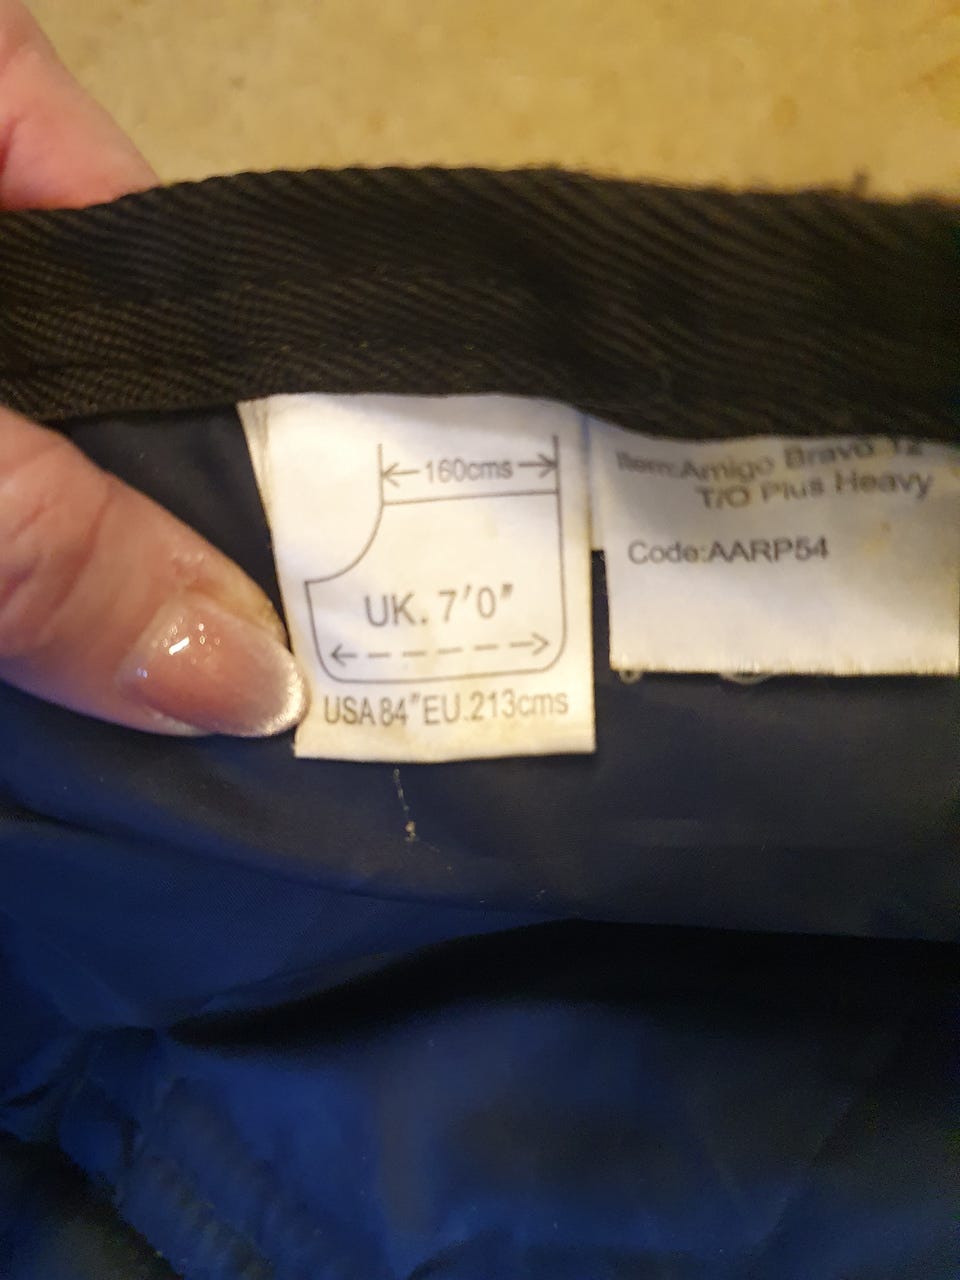 160cms
UK. 7'0"
USA 84" EU.213cms
Item:Amigo Bravo 12
T/O Plus Heavy
Code:AARP54